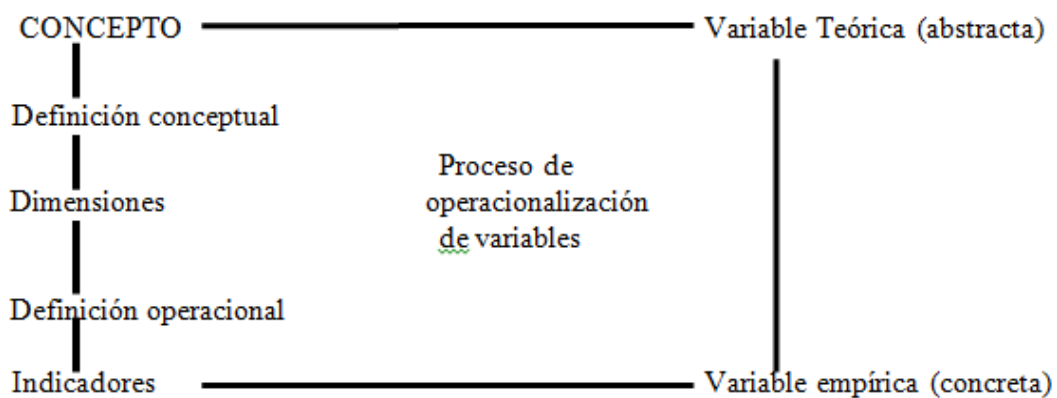 CONCEPTO
Variable Teórica (abstracta)
Definición conceptual
Proceso de
Dimensiones
operacionalización
de variables
Definición operacional
Indicadores
Variable empírica (concreta)